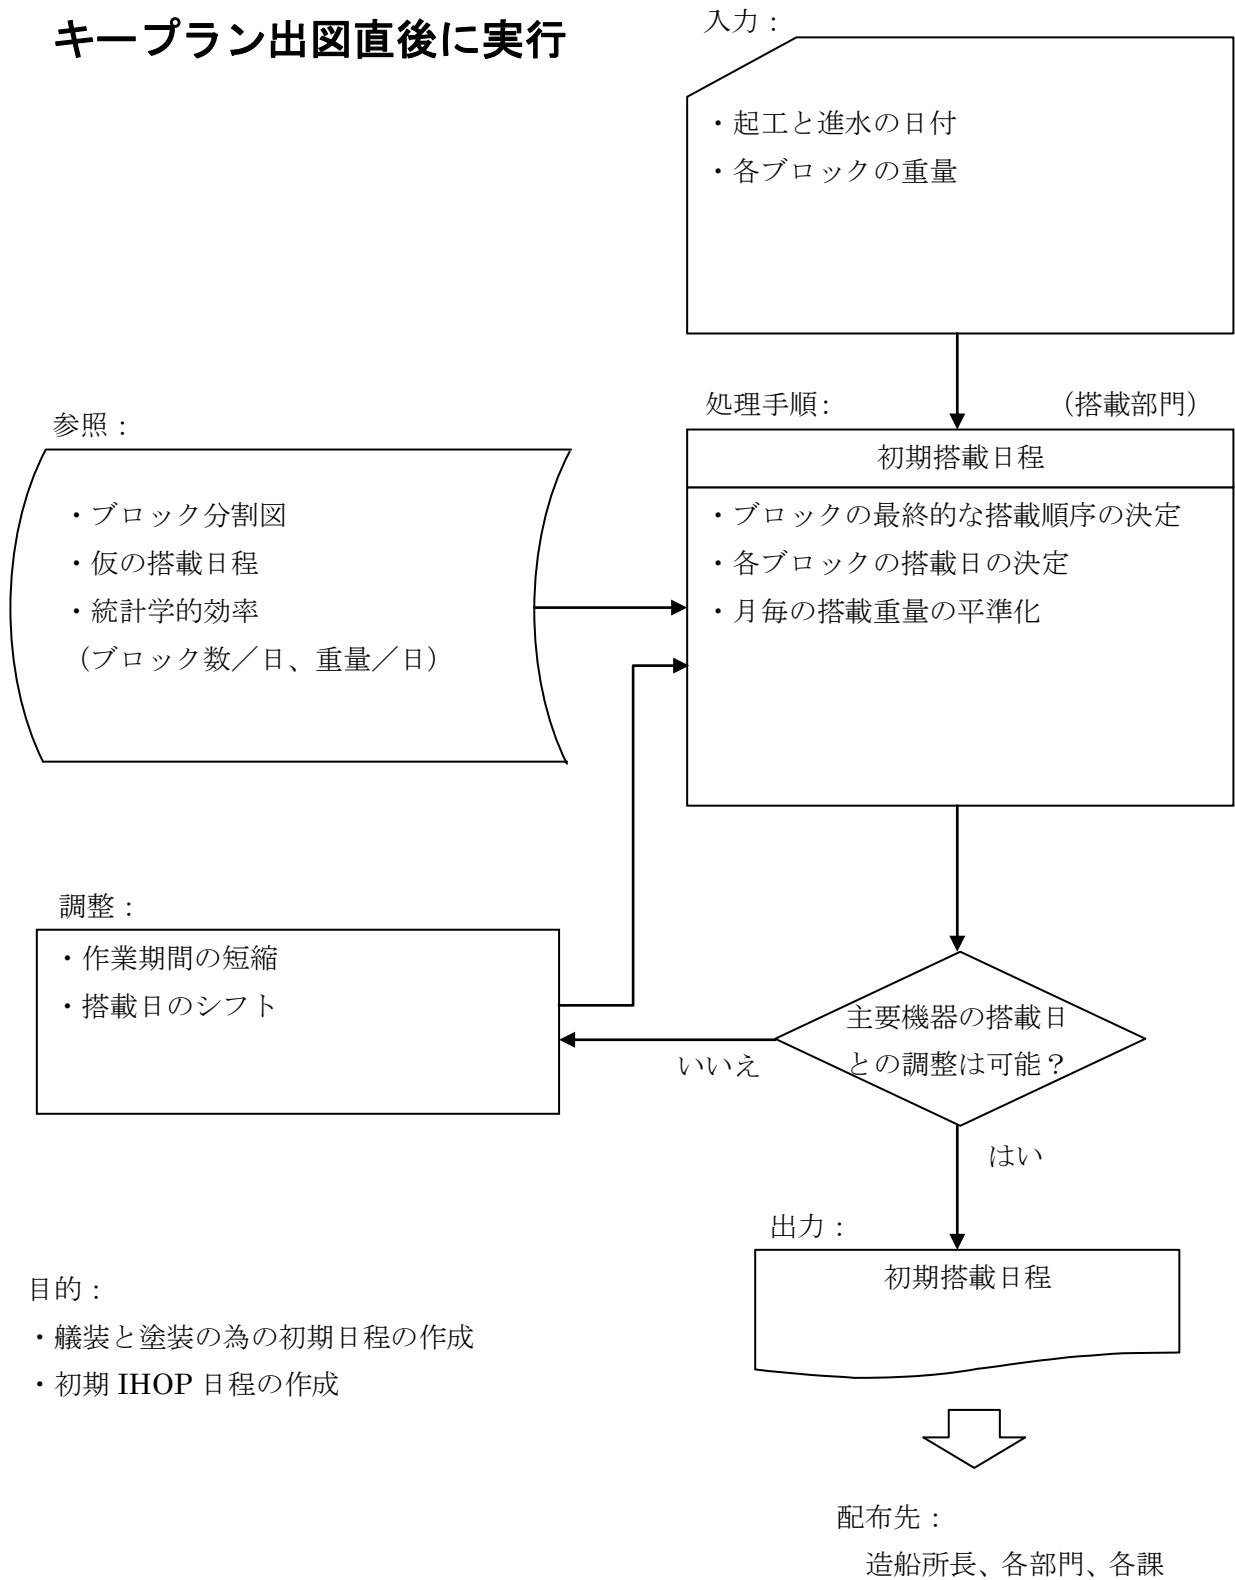 キープラン出図直後に実行
入力：
・起工と進水の日付
・各ブロックの重量
処理手順：　（搭載部門）
初期搭載日程
・ブロックの最終的な搭載順序の決定
・各ブロックの搭載日の決定
・月毎の搭載重量の平準化
参照：
・ブロック分割図
・仮の搭載日程
・統計学的効率
（ブロック数／日、重量／日）
調整：
・作業期間の短縮
・搭載日のシフト
主要機器の搭載日
との調整は可能？
いいえ
はい
出力：
初期搭載日程
目的：
・艤装と塗装の為の初期日程の作成
・初期 IHOP 日程の作成
配布先：
造船所長、各部門、各課